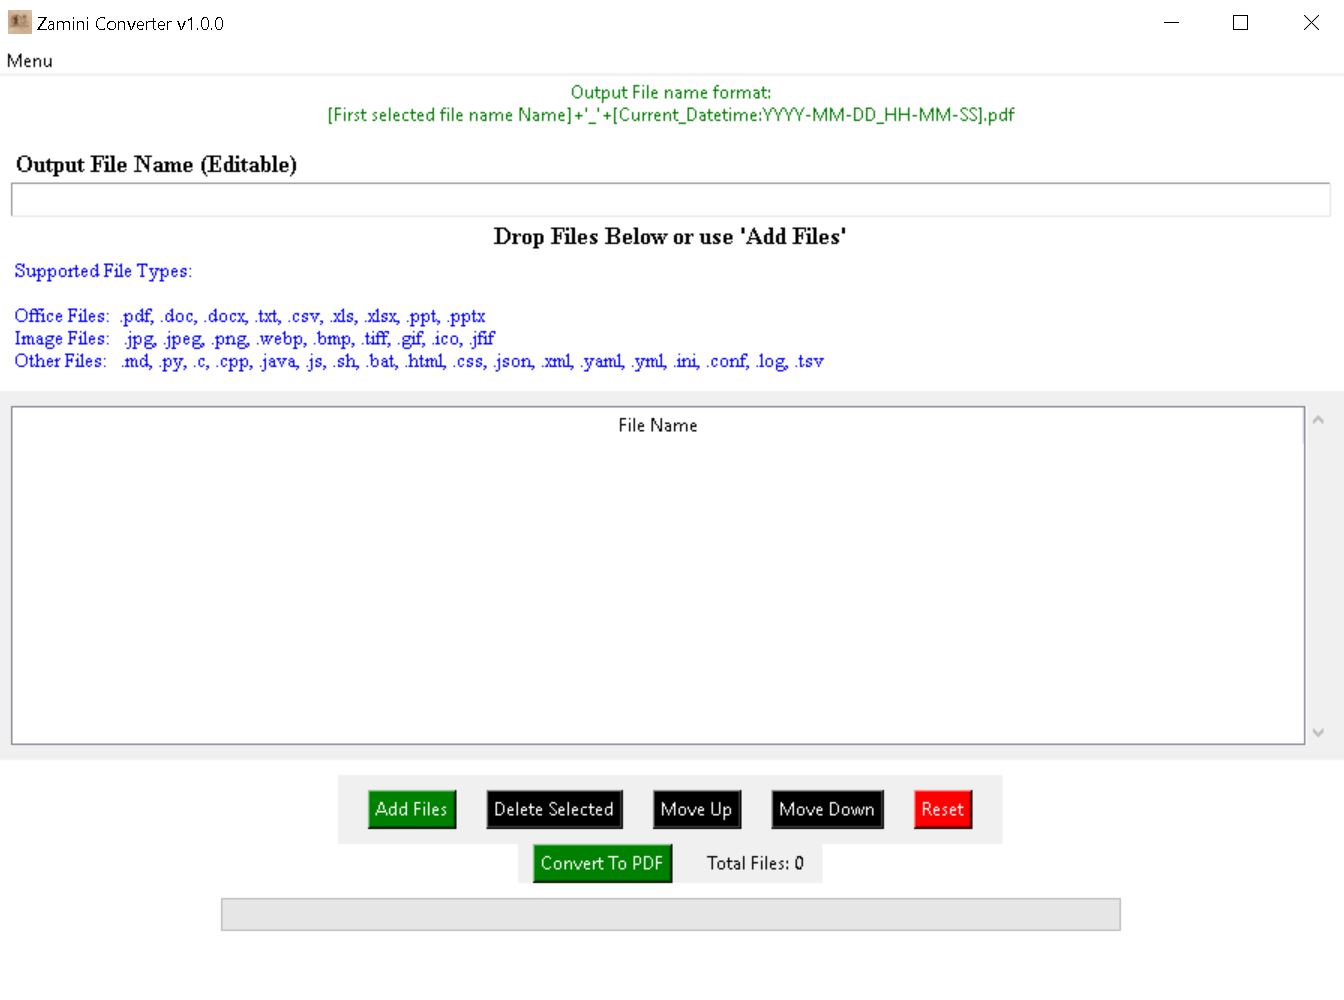 Zamini Converter v1.0.0
Menu
Output File name format:
[First selected file name Name]+'_'+[Current_Datetime:YYYY-MM-DD_HH-MM-SS].pdf
Output File Name (Editable)
Drop Files Below or use 'Add Files'
Supported File Types:
Office Files: .pdf, .doc, .docx, .txt, .csv, .xls, .xlsx, .ppt, .pptx
Image Files: .jpg, .jpeg, .png, .webp, .bmp, .tiff, .gif, .ico, .jfif
Other Files: .md, .py, .c, .cpp, .java, .js, .sh, .bat, .html, .css, .json, .xml, .yaml, .yml, .ini, .conf, .log, .tsv
File Name
Add Files Delete Selected Move Up Move Down Reset
Convert To PDF Total Files: 0